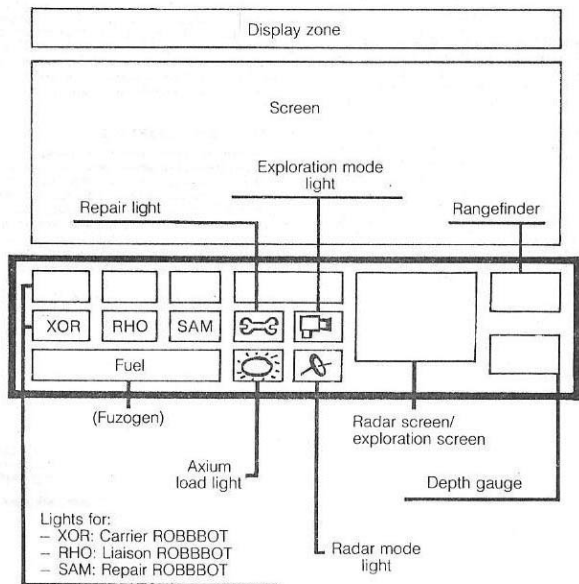 Display zone
Screen
Exploration mode
light
Repair light
Rangefinder
XOR
RHO
SAM
Fuel
(Fuzogen)
Radar screen/
exploration screen
Axium
load light
Depth gauge
Lights for:
– XOR: Carrier ROBBBOT
– RHO: Liaison ROBBBOT
– SAM: Repair ROBBBOT
Radar mode
light